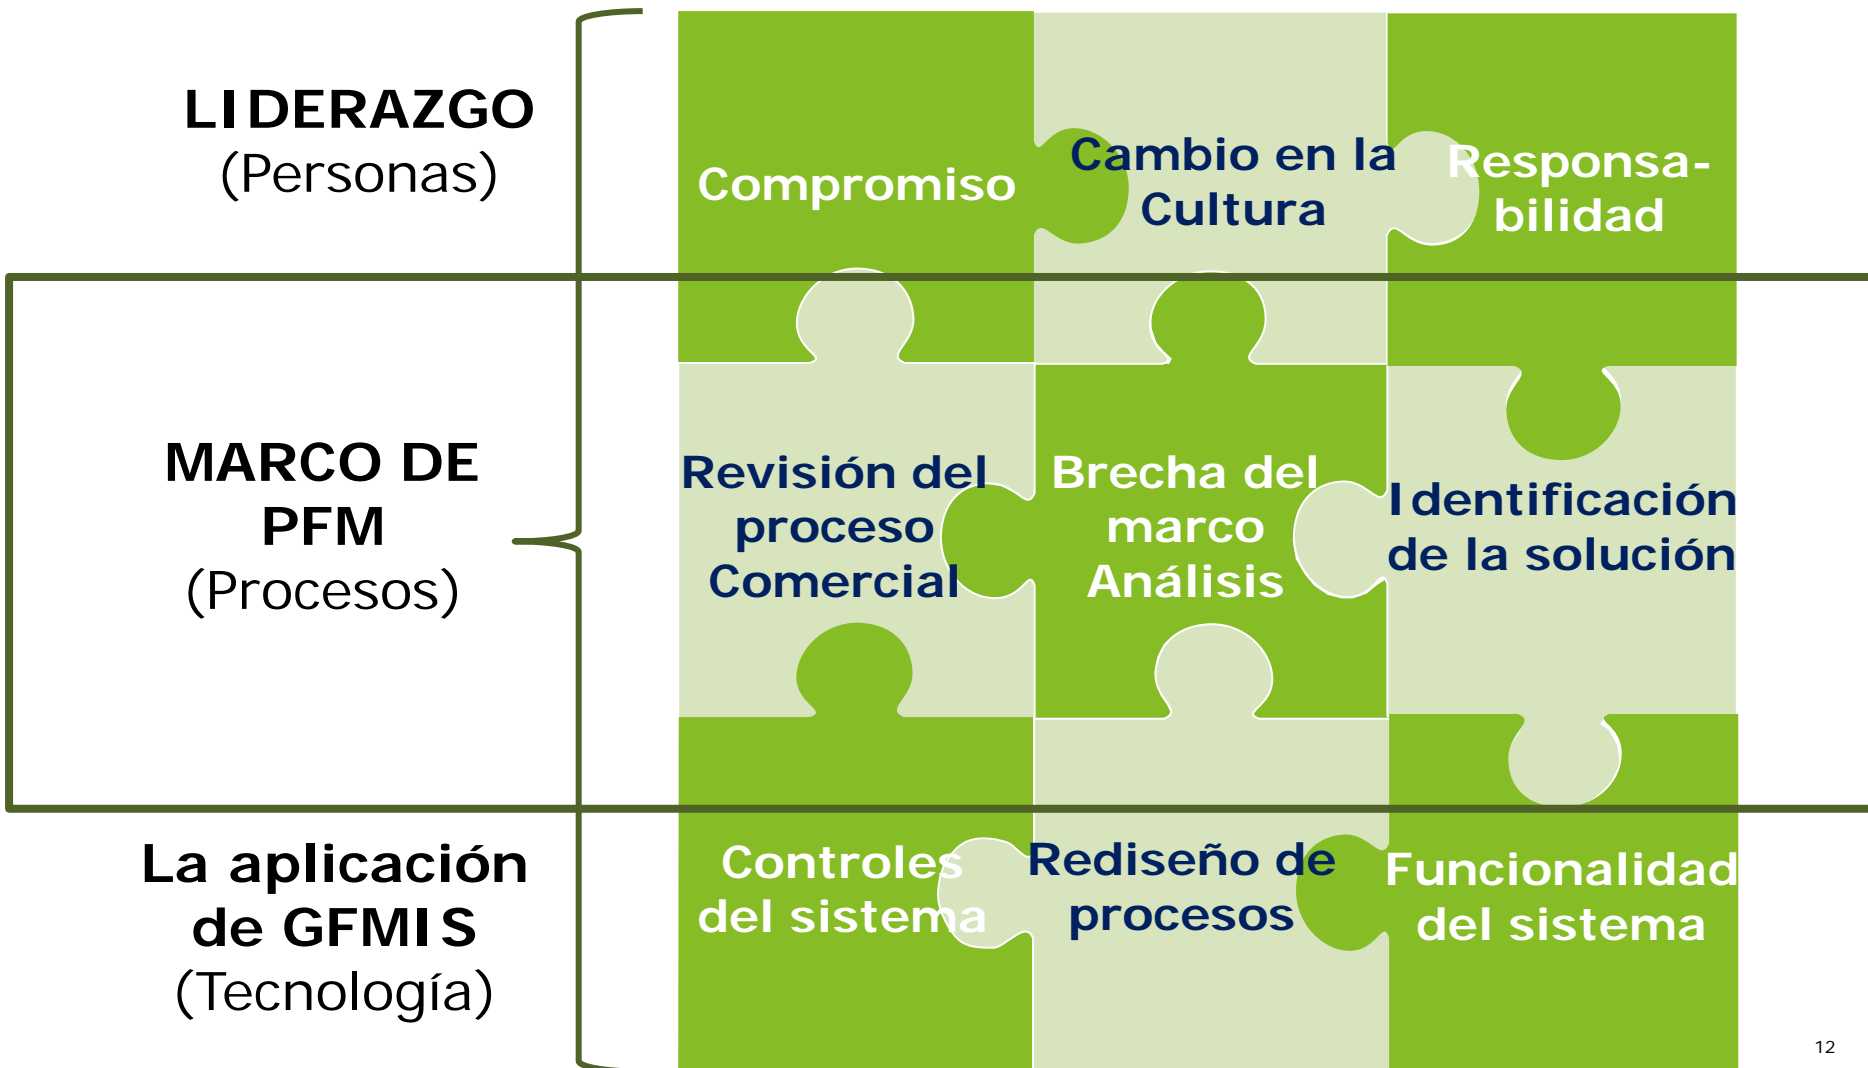 LIDERAZGO
(Personas)
Compromiso
Cambio en la
Cultura
Responsa-
bilidad
MARCO DE
PFM
(Procesos)
Revisión del
proceso
Comercial
Brecha del
marco
Análisis
Identificación
de la solución
La aplicación
de GFMIS
(Tecnología)
Controles
del sistema
Rediseño de
procesos
Funcionalidad
del sistema
12